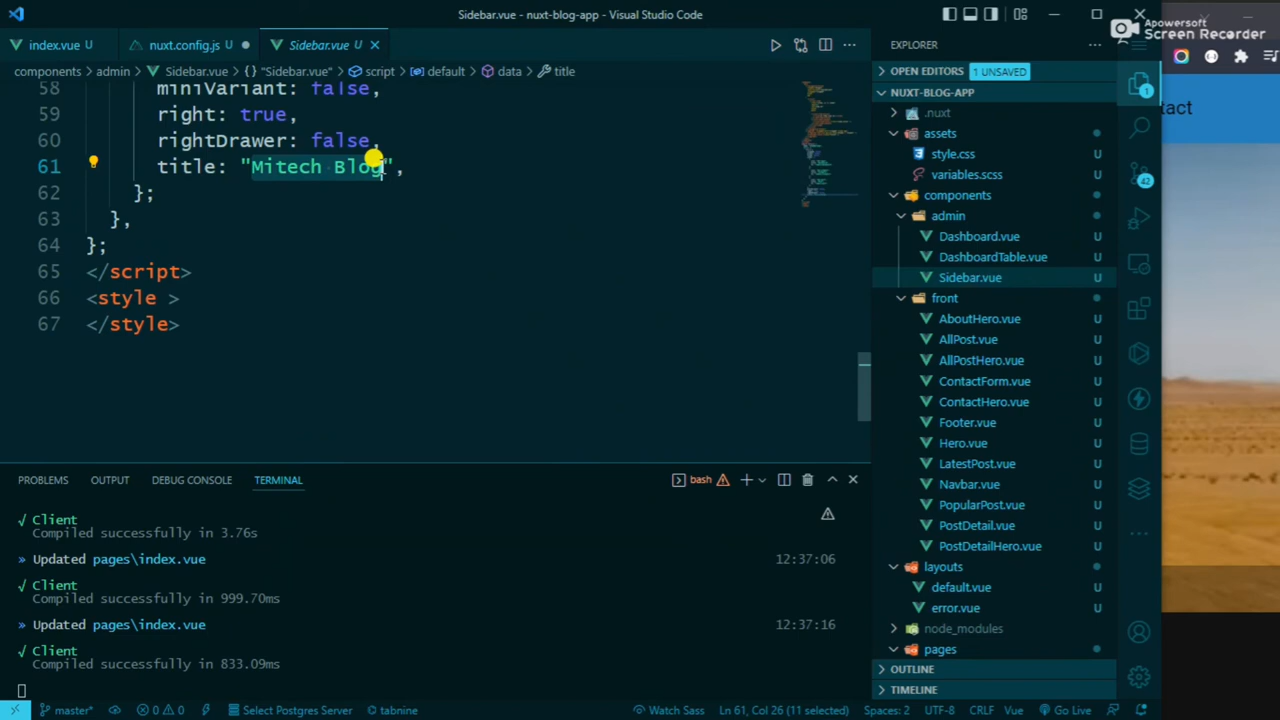 Sidebar.vue - nuxt-blog-app - Visual Studio Code
Apowersoft
Screen Recorder
index.vue U
nuxt.config.js
Sidebar.vue U
components > admin > Sidebar.vue > {} "Sidebar.vue" > script > default > data > title
58 miniVariant: false,
59 right: true,
60 rightDrawer: false,
61 title: "Mitech Blog",
62 };
63 },
64 };
65 </script>
66 <style >
67 </style>
PROBLEMS OUTPUT DEBUG CONSOLE TERMINAL
bash
√ Client
Compiled successfully in 3.76s
» Updated pages\index.vue 12:37:06
√ Client
Compiled successfully in 999.70ms
» Updated pages\index.vue 12:37:16
√ Client
Compiled successfully in 833.09ms
EXPLORER
OPEN EDITORS 1 UNSAVED
NUXT-BLOG-APP
.nuxt
assets
style.css U
variables.scss U
components
admin
Dashboard.vue U
DashboardTable.vue U
Sidebar.vue U
front
AboutHero.vue U
AllPost.vue U
AllPostHero.vue U
ContactForm.vue U
ContactHero.vue U
Footer.vue U
Hero.vue U
LatestPost.vue U
Navbar.vue U
PopularPost.vue U
PostDetail.vue U
PostDetailHero.vue U
layouts
default.vue U
error.vue U
node_modules
pages
OUTLINE
TIMELINE
1
42
tact
master* 0 0 Select Postgres Server tabnine Watch Sass Ln 61, Col 26 (11 selected) Spaces: 2 UTF-8 CRLF Vue Go Live